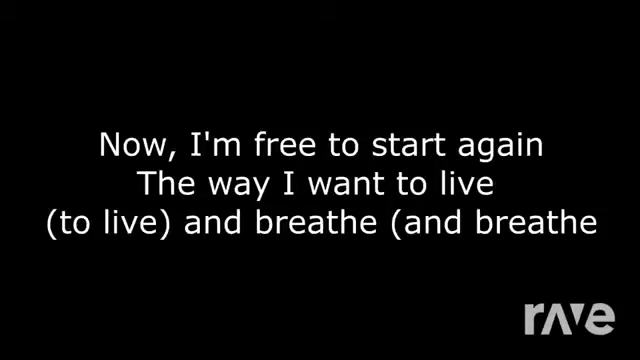 Now, I'm free to start again
The way I want to live
(to live) and breathe (and breathe
rave